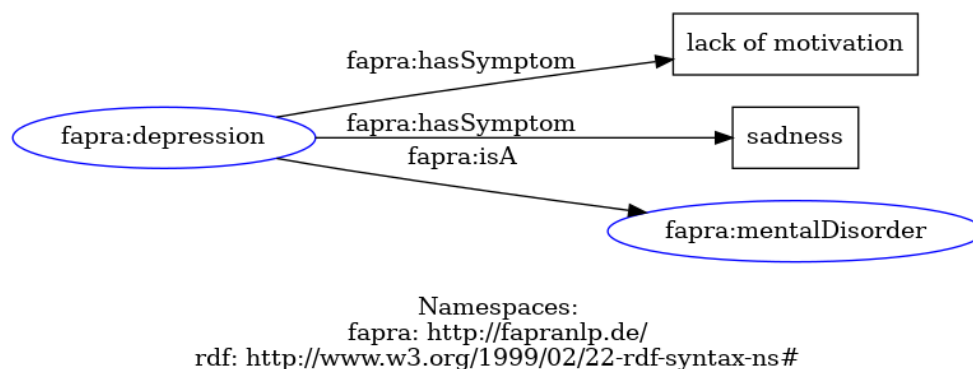 fapra:hasSymptom
lack of motivation
fapra:depression
fapra:hasSymptom
sadness
fapra:isA
fapra:mentalDisorder
Namespaces:
fapra: http://fapranlp.de/
rdf: http://www.w3.org/1999/02/22-rdf-syntax-ns#